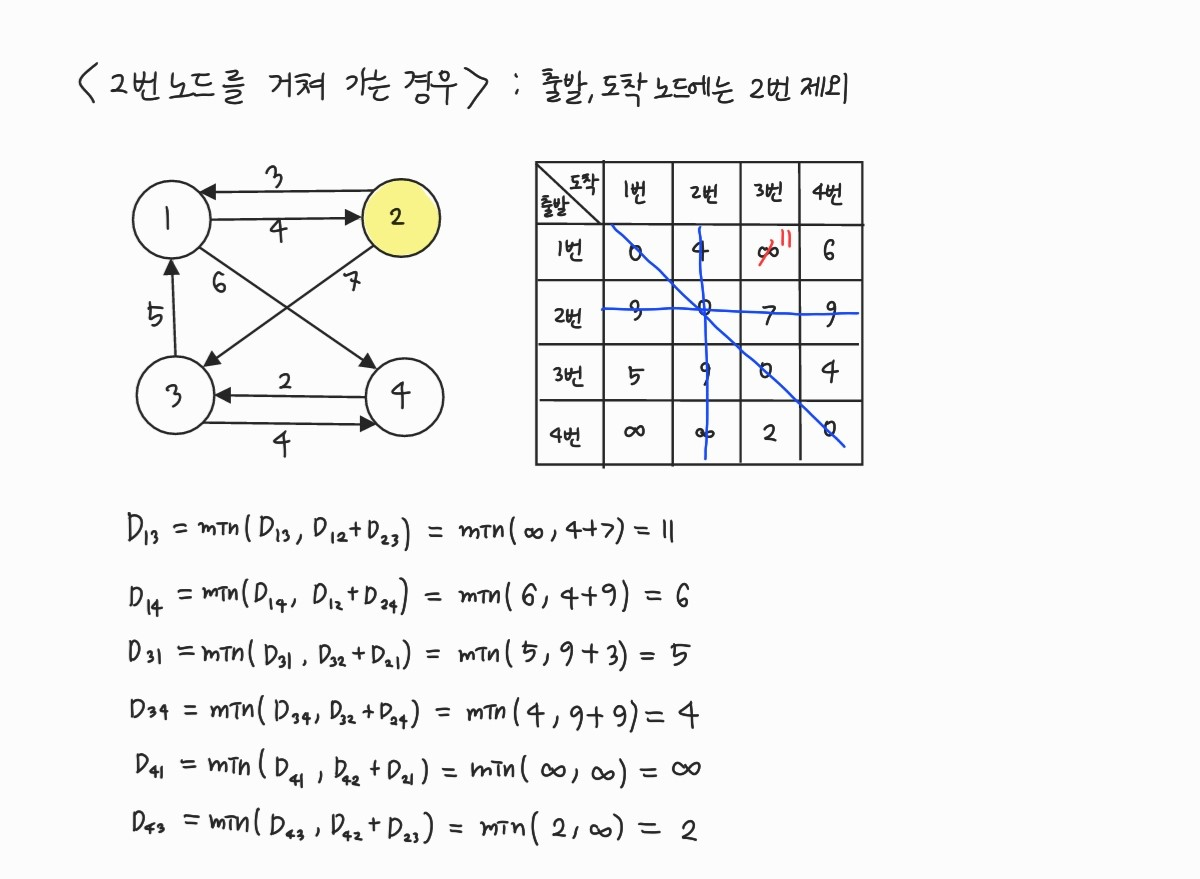 <2번 노드를 거쳐 가는 경우> : 출발, 도착 노드에는 2번 제외
3
1
4
2
6
7
5
3
2
4
4
도착
출발
1번 2번 3번 4번
1번 0 4 ∞ 11 6
2번 3 0 7 9
3번 5 9 0 4
4번 ∞ ∞ 2 0
D13 = min(D13, D12+D23) = min(∞, 4+7) = 11
D14 = min(D14, D12+D24) = min(6, 4+9) = 6
D31 = min(D31, D32+D21) = min(5, 9+3) = 5
D34 = min(D34, D32+D24) = min(4, 9+9) = 4
D41 = min(D41, D42+D21) = min(∞, ∞) = ∞
D43 = min(D43, D42+D23) = min(2, ∞) = 2